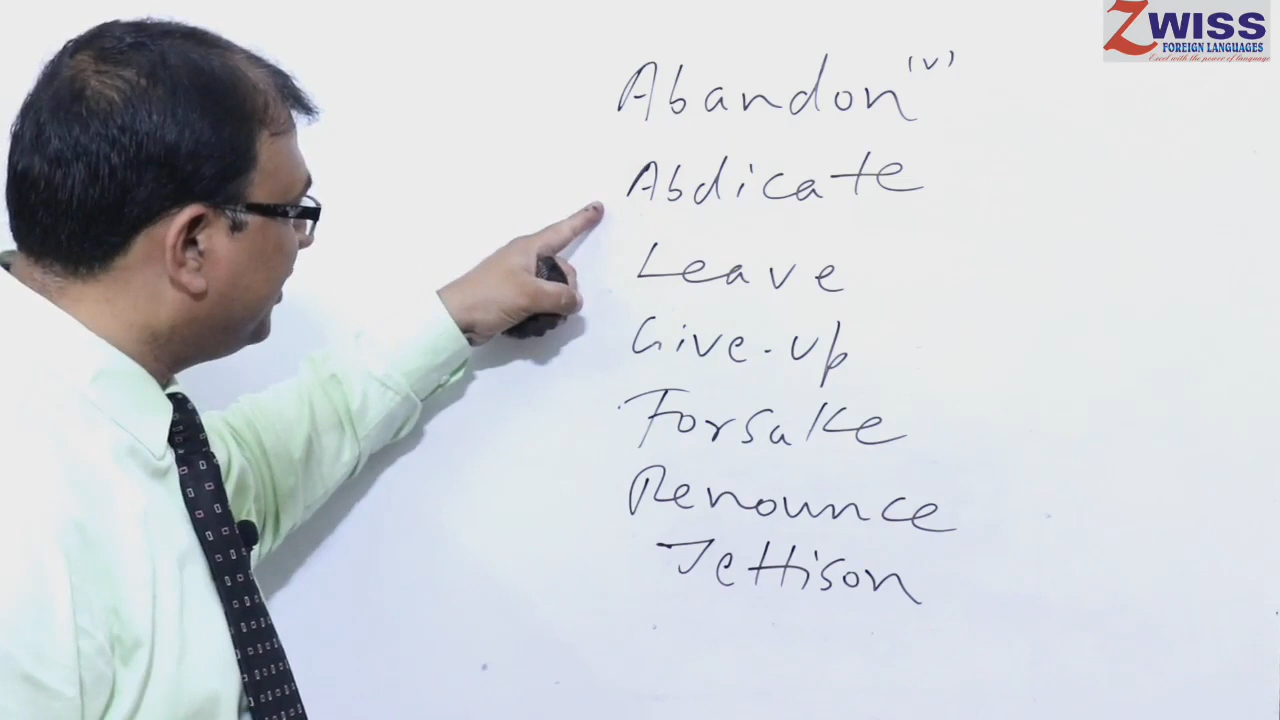 ZWISS
FOREIGN LANGUAGES
Excel with the power of language
Abandon (v)
Abdicate
Leave
Give-up
Forsake
Renounce
Jettison